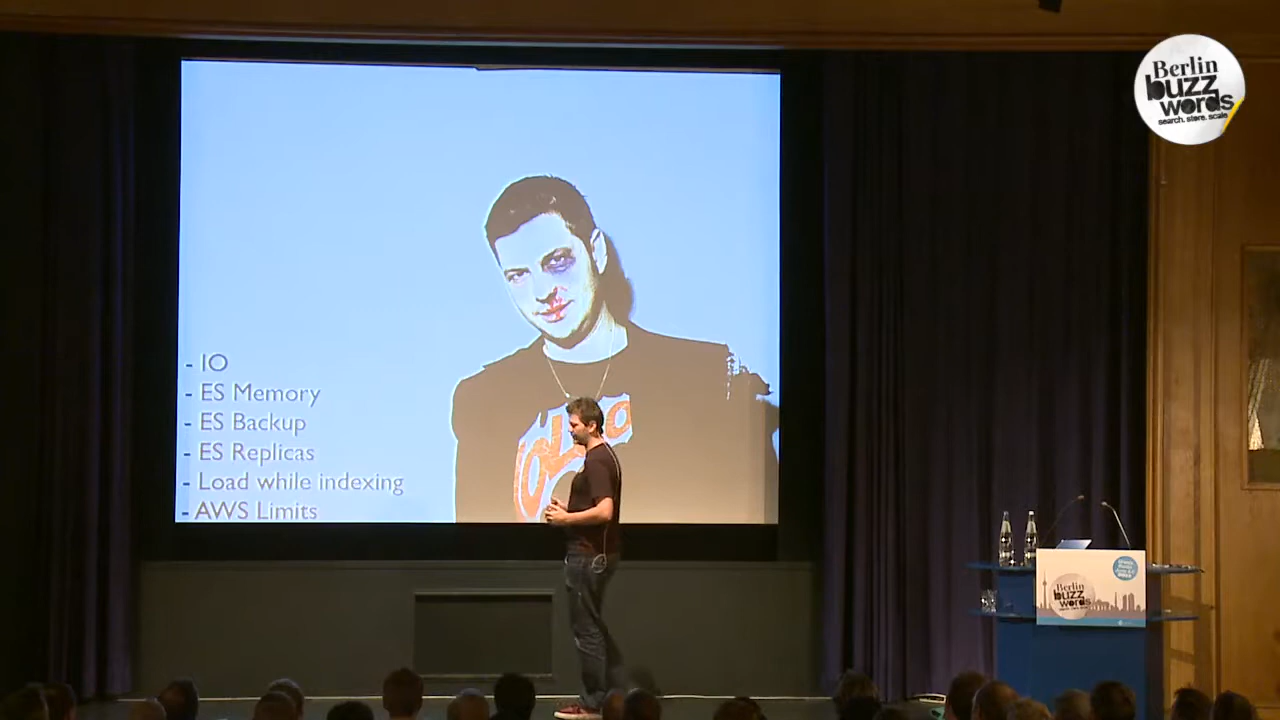 Berlin
buzz
words
search. store. scale
- IO
- ES Memory
- ES Backup
- ES Replicas
- Load while indexing
- AWS Limits
Berlin
buzz
words